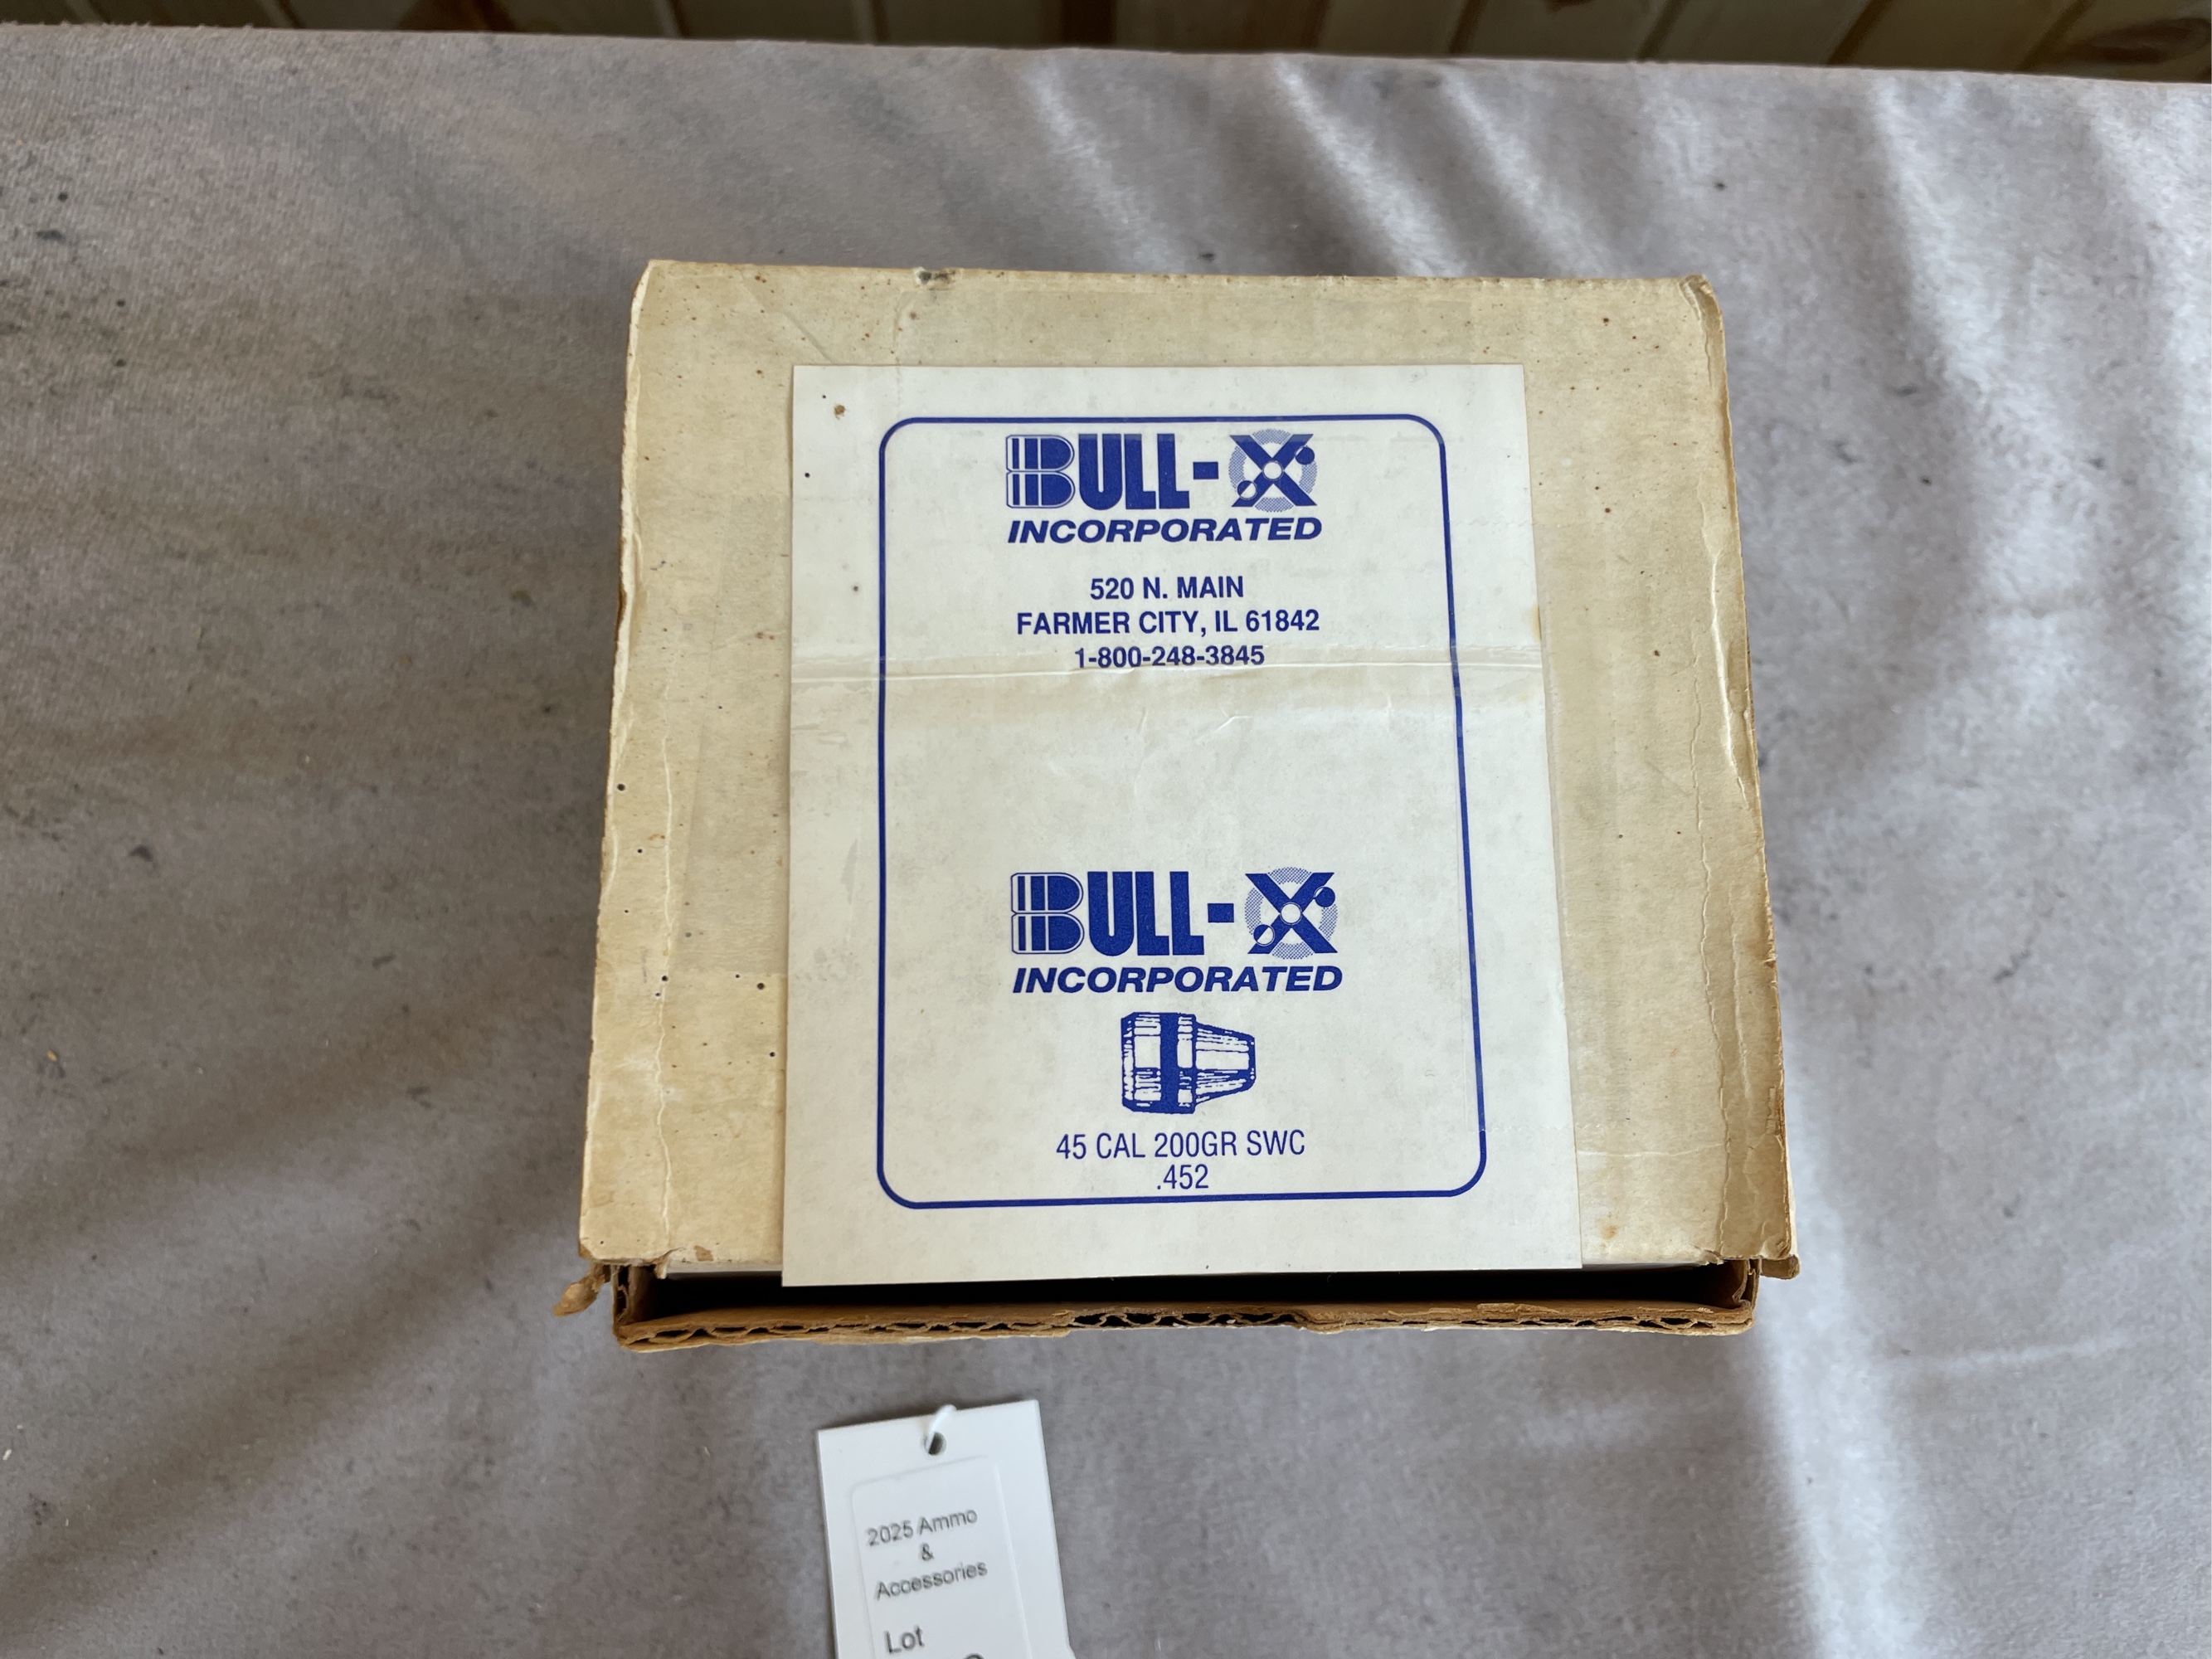 BULL-X
INCORPORATED
520 N. MAIN
FARMER CITY, IL 61842
1-800-248-3845
BULL-X
INCORPORATED
45 CAL 200GR SWC
.452
2025 Ammo
&
Accessories
Lot